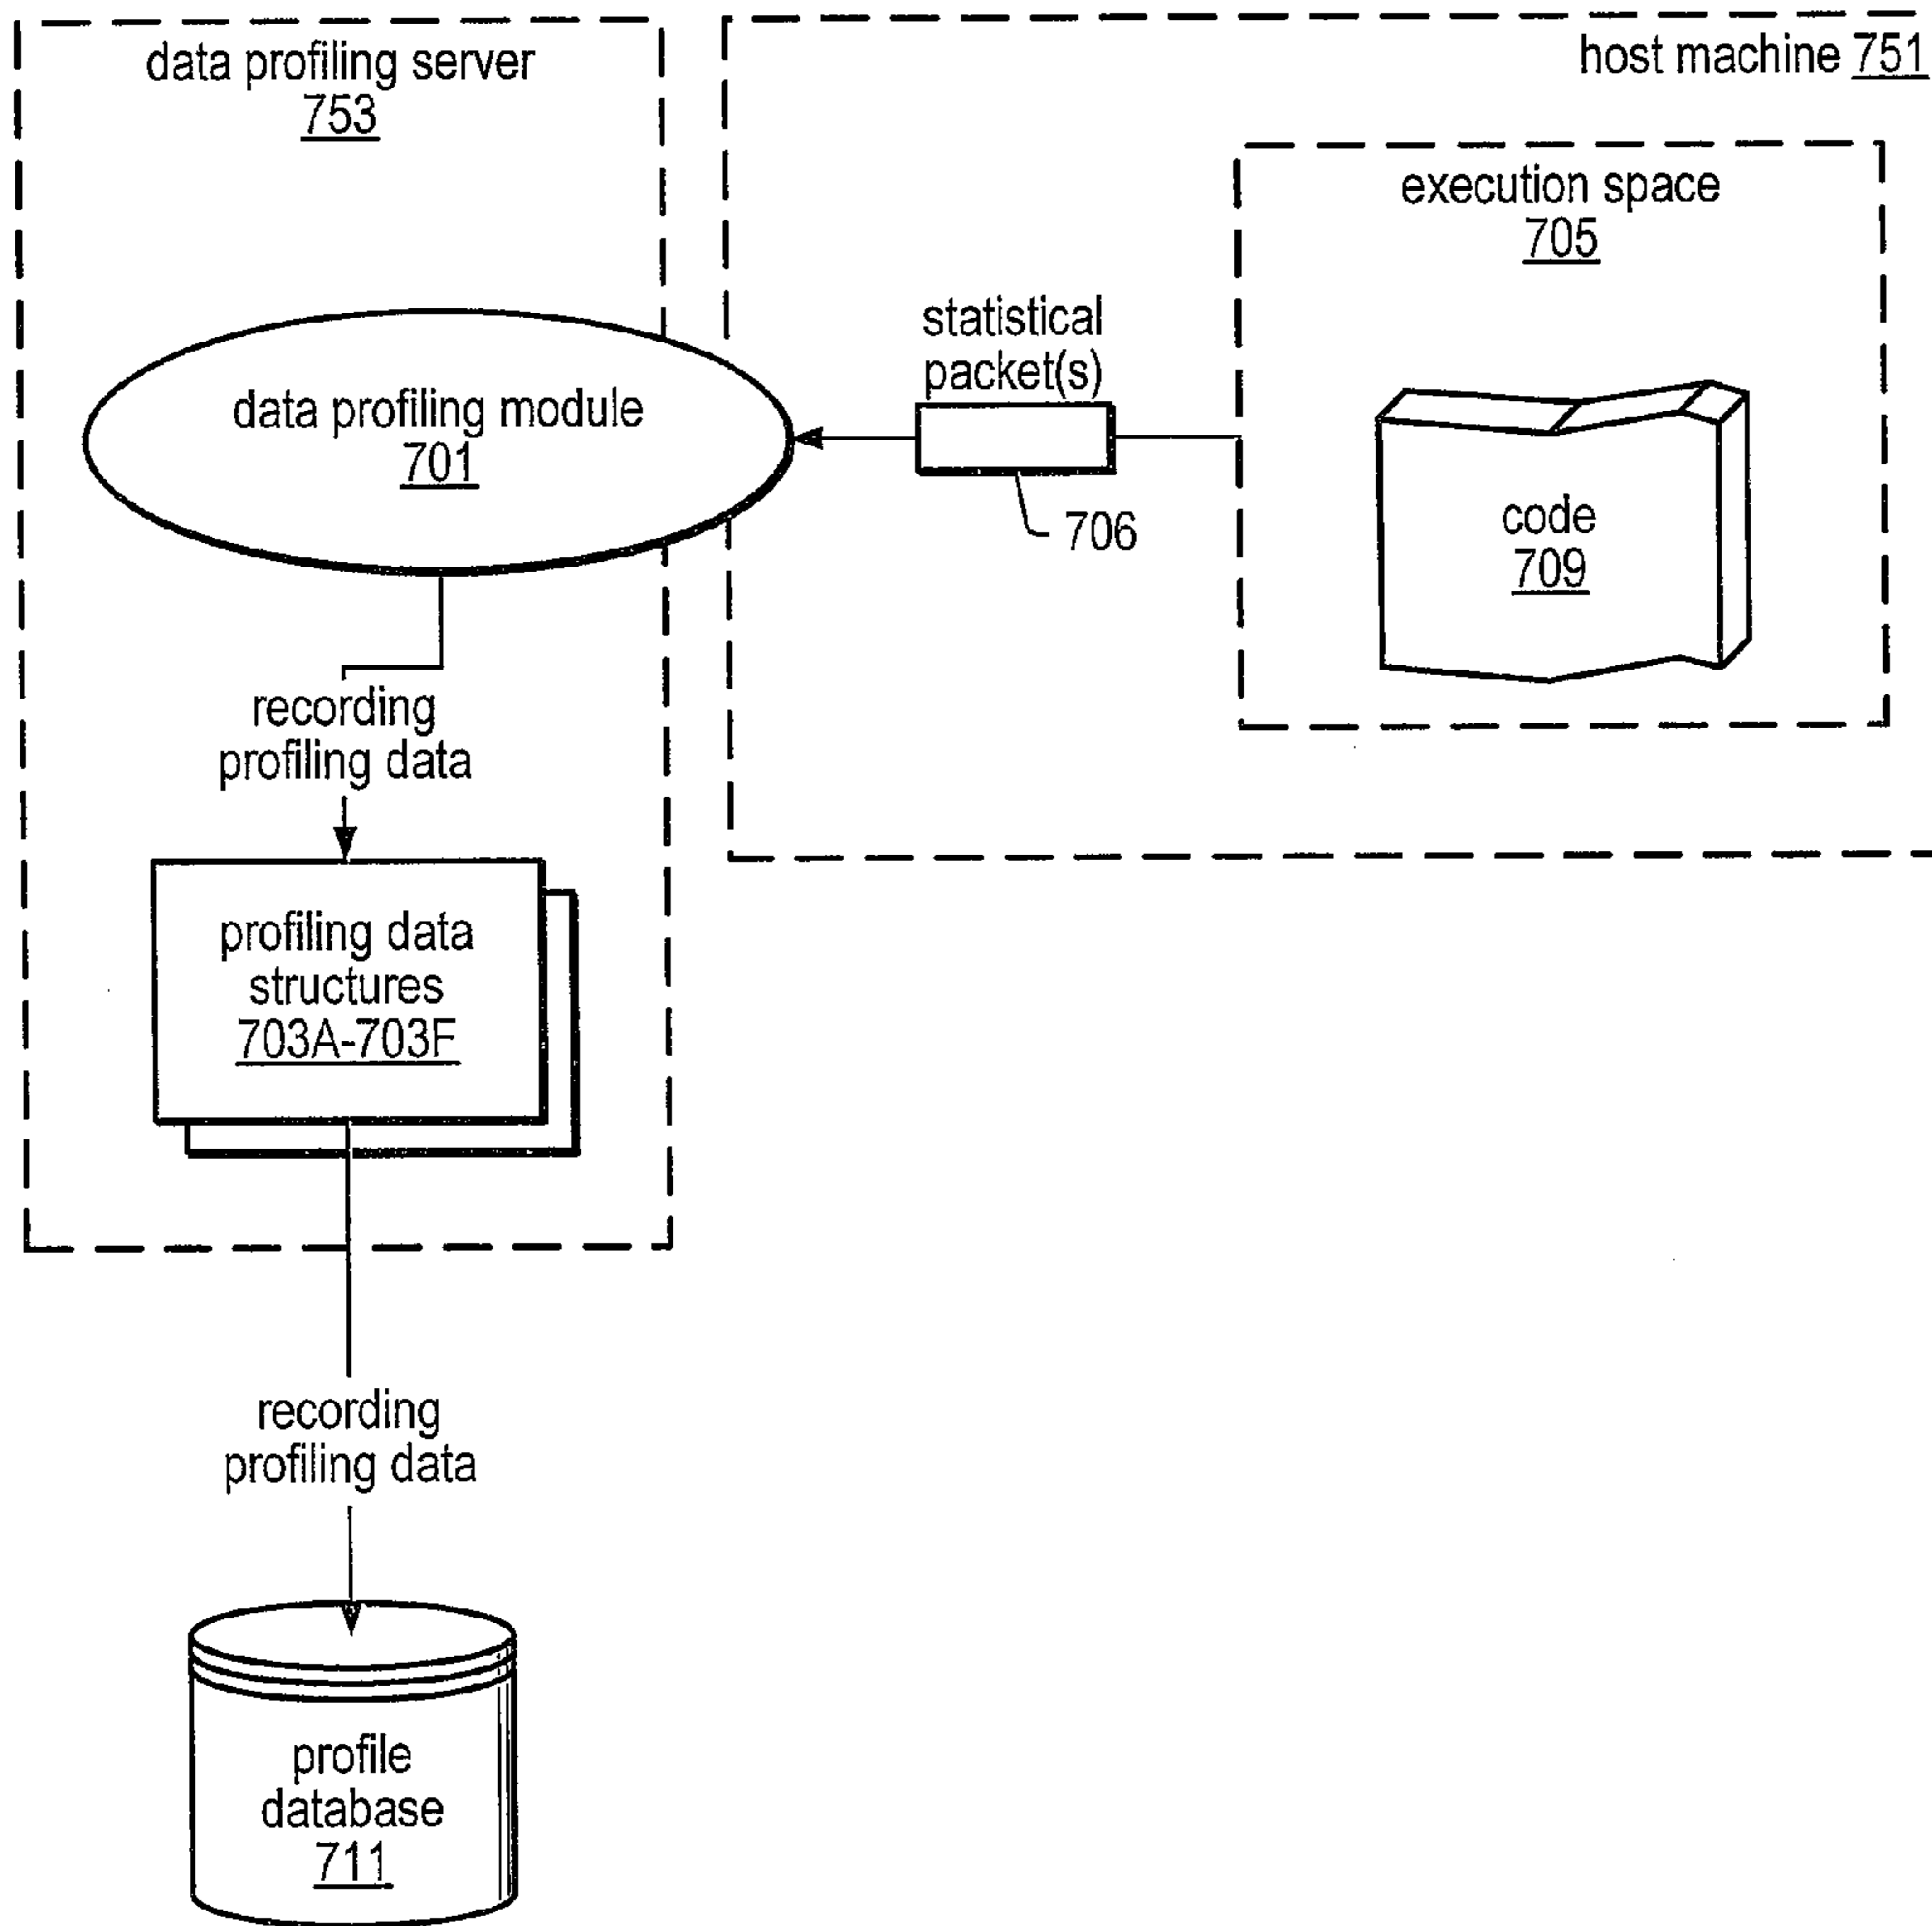 data profiling server
753
host machine 751
execution space
705
statistical
packet(s)
706
data profiling module
701
code
709
recording
profiling data
profiling data
structures
703A-703F
recording
profiling data
profile
database
711